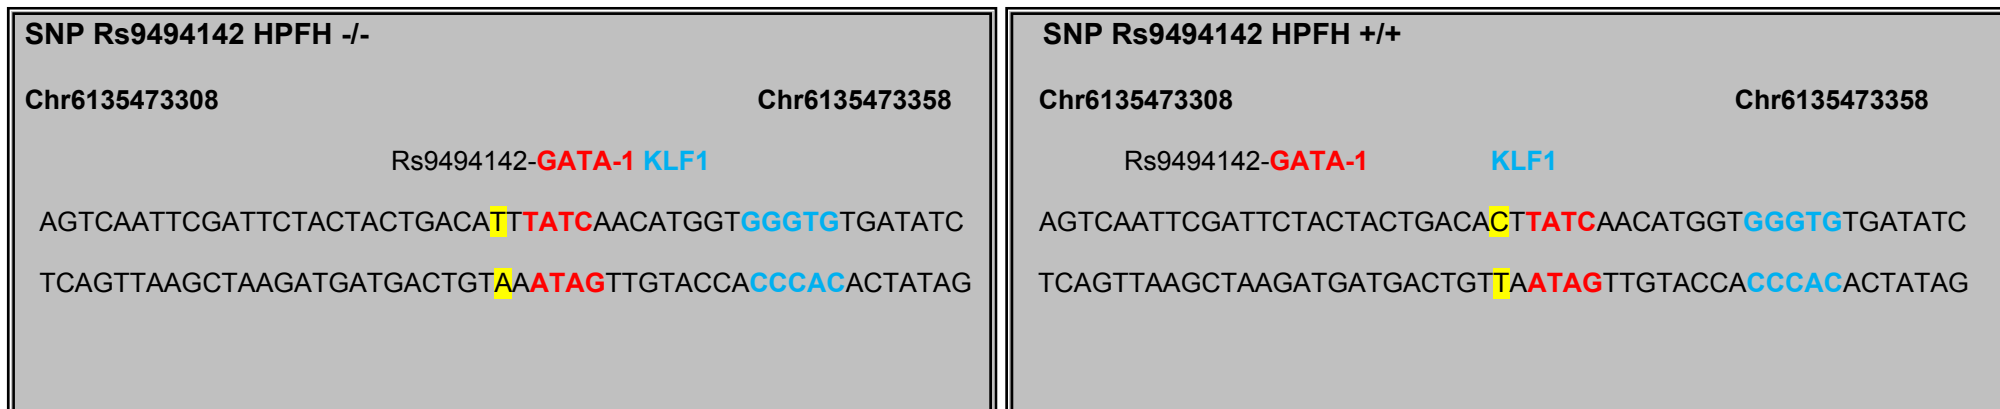 SNP Rs9494142 HPFH -/-
Chr6135473308 Chr6135473358
Rs9494142-GATA-1 KLF1
AGTCAATTCGATTCTACTACTGACATTTATCAACATGGTGGGTGTGATATC
TCAGTTAAGCTAAGATGATGACTGTAAATAGTTGTACCACCCACACTATAG
SNP Rs9494142 HPFH +/+
Chr6135473308 Chr6135473358
Rs9494142-GATA-1 KLF1
AGTCAATTCGATTCTACTACTGACACTTATCAACATGGTGGGTGTGATATC
TCAGTTAAGCTAAGATGATGACTGTTAATAGTTGTACCACCCACACTATAG